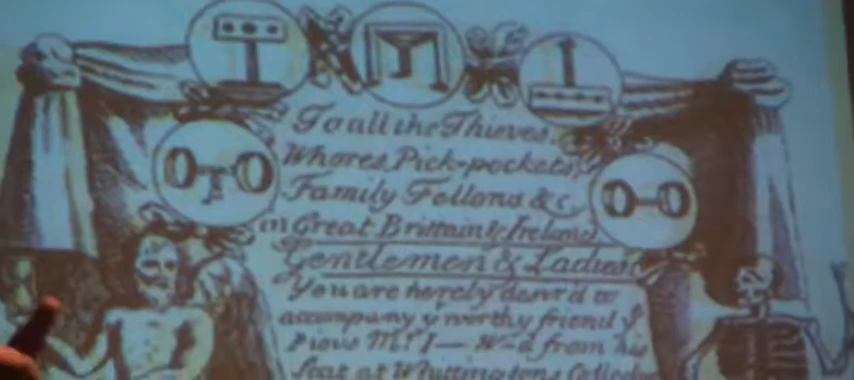 To all the Thieves,
Whores, Pick-pockets,
Family Fellons &c.
in Great Brittain & Ireland,
Gentlemen & Ladies
You are hereby desir'd to
accompany yͤ worthy friend yͤ
Pious Mʳ. I— W—d from his
Seat at Whittingtons Colledge